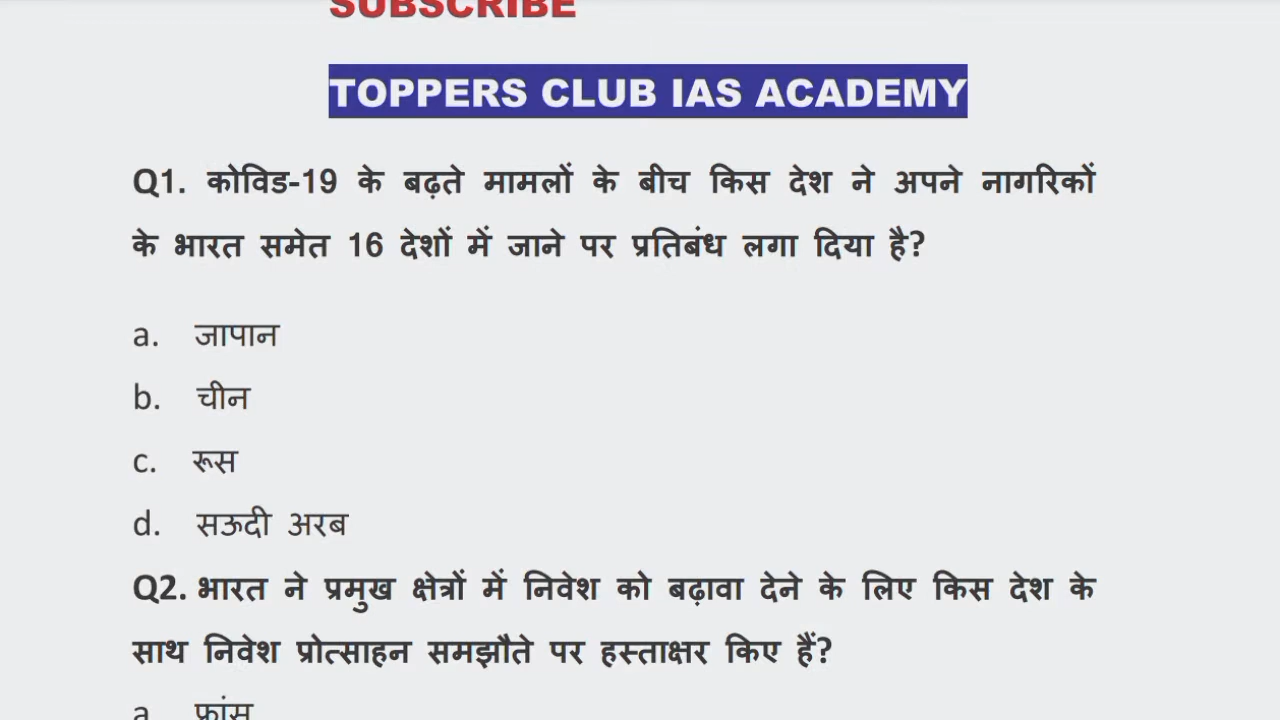 SUBSCRIBE
TOPPERS CLUB IAS ACADEMY
Q1. कोविड-19 के बढ़ते मामलों के बीच किस देश ने अपने नागरिकों
के भारत समेत 16 देशों में जाने पर प्रतिबंध लगा दिया है?
a. जापान
b. चीन
c. रूस
d. सऊदी अरब
Q2. भारत ने प्रमुख क्षेत्रों में निवेश को बढ़ावा देने के लिए किस देश के
साथ निवेश प्रोत्साहन समझौते पर हस्ताक्षर किए हैं?
a. फ्रांस